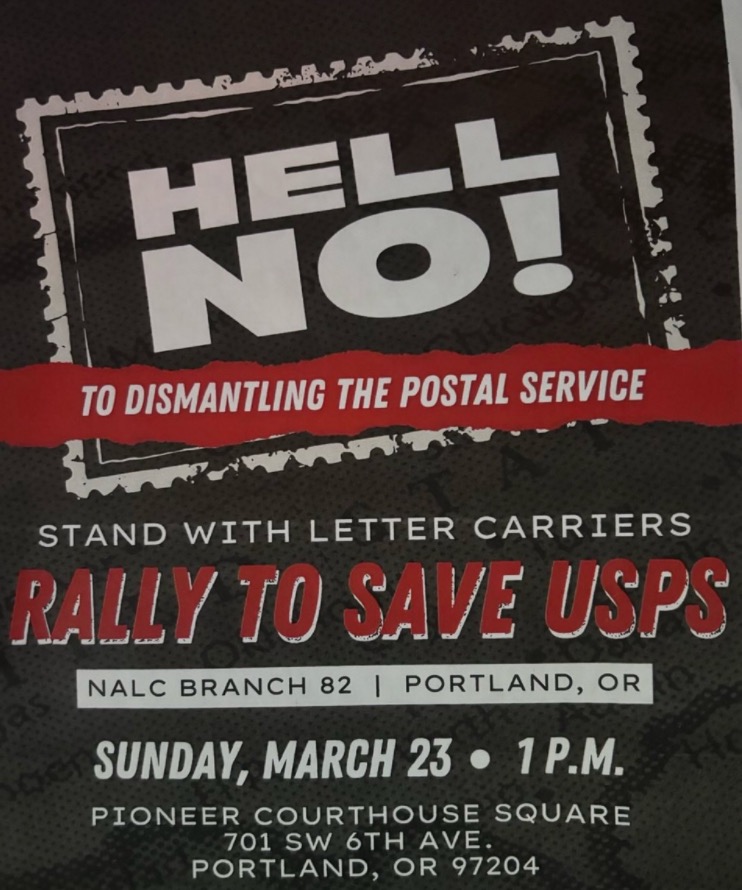 HELL
NO!
TO DISMANTLING THE POSTAL SERVICE
STAND WITH LETTER CARRIERS
RALLY TO SAVE USPS
NALC BRANCH 82 | PORTLAND, OR
SUNDAY, MARCH 23 • 1 P.M.
PIONEER COURTHOUSE SQUARE
701 SW 6TH AVE.
PORTLAND, OR 97204